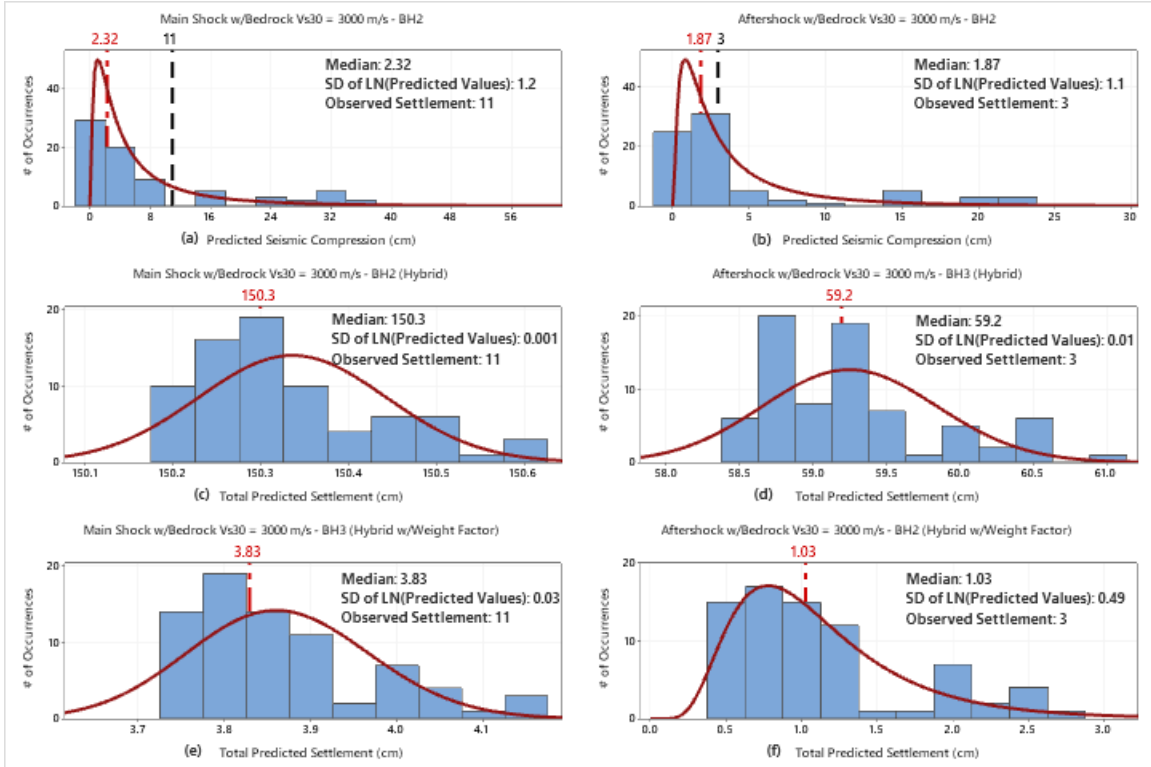 Main Shock w/Bedrock Vs30 = 3000 m/s - BH2
2.32 11
Median: 2.32
SD of LN(Predicted Values): 1.2
Observed Settlement: 11
# of Occurrences
40
20
0
0 8 16 24 32 40 48 56
(a) Predicted Seismic Compression (cm)
Aftershock w/Bedrock Vs30 = 3000 m/s - BH2
1.87 3
Median: 1.87
SD of LN(Predicted Values): 1.1
Obseved Settlement: 3
# of Occurrences
40
20
0
0 5 10 15 20 25 30
(b) Predicted Seismic Compression (cm)
Main Shock w/Bedrock Vs30 = 3000 m/s - BH2 (Hybrid)
150.3
Median: 150.3
SD of LN(Predicted Values): 0.001
Observed Settlement: 11
# of Occurrences
20
10
0
150.1 150.2 150.3 150.4 150.5 150.6
(c) Total Predicted Settlement (cm)
Aftershock w/Bedrock Vs30 = 3000 m/s - BH3 (Hybrid)
59.2
Median: 59.2
SD of LN(Predicted Values): 0.01
Observed Settlement: 3
# of Occurrences
20
10
0
58.0 58.5 59.0 59.5 60.0 60.5 61.0
(d) Total Predicted Settlement (cm)
Main Shock w/Bedrock Vs30 = 3000 m/s - BH3 (Hybrid w/Weight Factor)
3.83
Median: 3.83
SD of LN(Predicted Values): 0.03
Observed Settlement: 11
# of Occurrences
20
10
0
3.7 3.8 3.9 4.0 4.1
(e) Total Predicted Settlement (cm)
Aftershock w/Bedrock Vs30 = 3000 m/s - BH2 (Hybrid w/Weight Factor)
1.03
Median: 1.03
SD of LN(Predicted Values): 0.49
Observed Settlement: 3
# of Occurrences
20
10
0
0.0 0.5 1.0 1.5 2.0 2.5 3.0
(f) Total Predicted Settlement (cm)